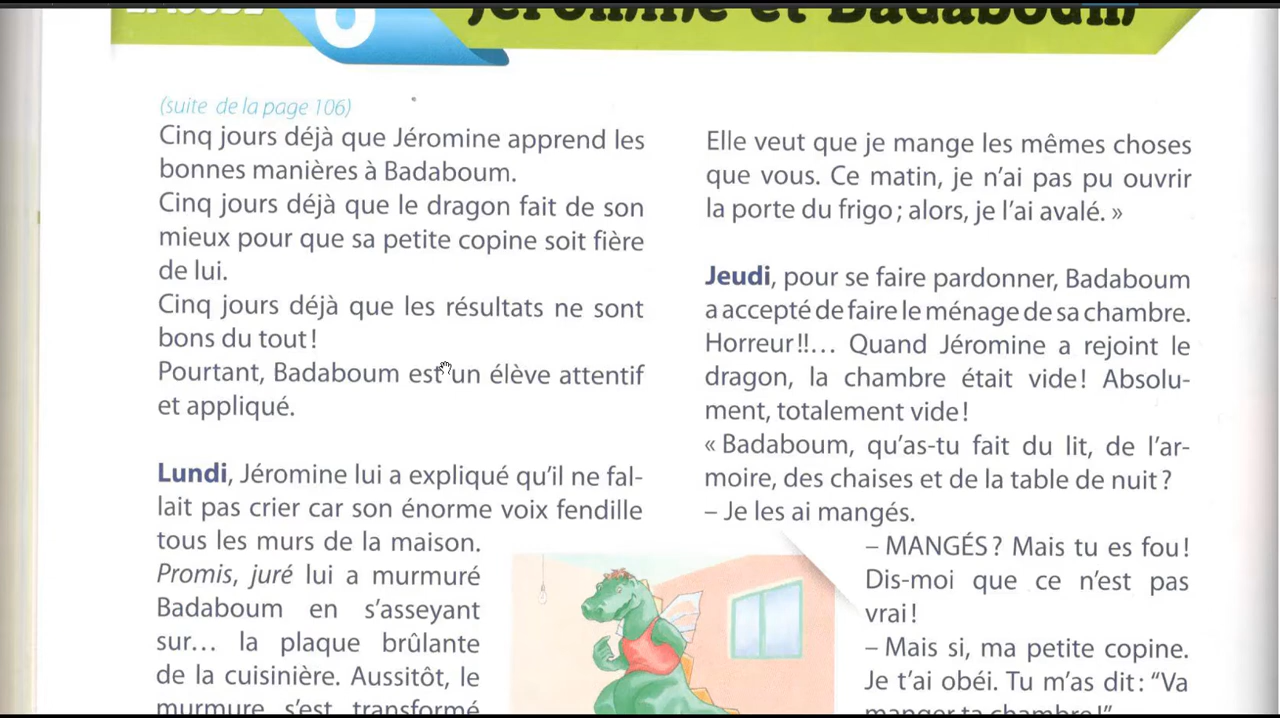 6
Jéromine et Badaboum
(suite de la page 106)
Cinq jours déjà que Jéromine apprend les
bonnes manières à Badaboum.
Cinq jours déjà que le dragon fait de son
mieux pour que sa petite copine soit fière
de lui.
Cinq jours déjà que les résultats ne sont
bons du tout !
Pourtant, Badaboum est un élève attentif
et appliqué.
Lundi, Jéromine lui a expliqué qu'il ne fal-
lait pas crier car son énorme voix fendille
tous les murs de la maison.
Promis, juré lui a murmuré
Badaboum en s'asseyant
sur… la plaque brûlante
de la cuisinière. Aussitôt, le
murmure s'est transformé
Elle veut que je mange les mêmes choses
que vous. Ce matin, je n'ai pas pu ouvrir
la porte du frigo ; alors, je l'ai avalé. »
Jeudi, pour se faire pardonner, Badaboum
a accepté de faire le ménage de sa chambre.
Horreur !!… Quand Jéromine a rejoint le
dragon, la chambre était vide ! Absolu-
ment, totalement vide !
« Badaboum, qu'as-tu fait du lit, de l'ar-
moire, des chaises et de la table de nuit ?
– Je les ai mangés.
– MANGÉS ? Mais tu es fou !
Dis-moi que ce n'est pas
vrai !
– Mais si, ma petite copine.
Je t'ai obéi. Tu m'as dit : “Va
manger ta chambre !”